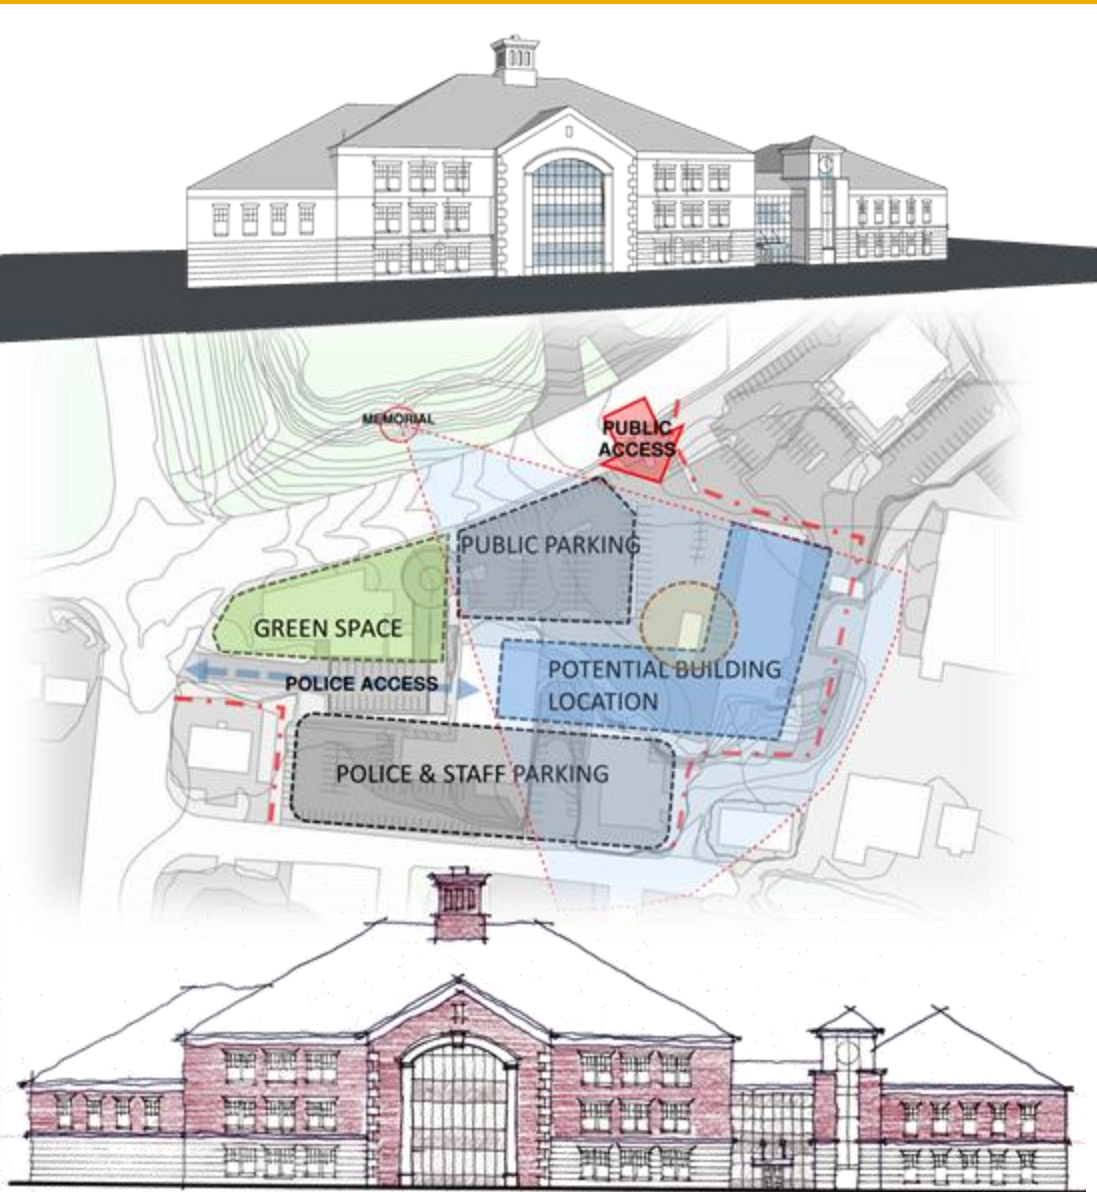 MEMORIAL
PUBLIC
ACCESS
PUBLIC PARKING
GREEN SPACE
POTENTIAL BUILDING
LOCATION
POLICE ACCESS
POLICE & STAFF PARKING